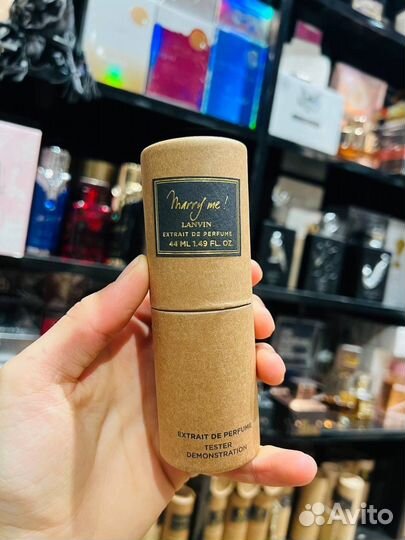 Marry me!
LANVIN
EXTRAIT DE PERFUME
44 ML 1.49 FL. OZ.
EXTRAIT DE PERFUME
TESTER
DEMONSTRATION
Avito